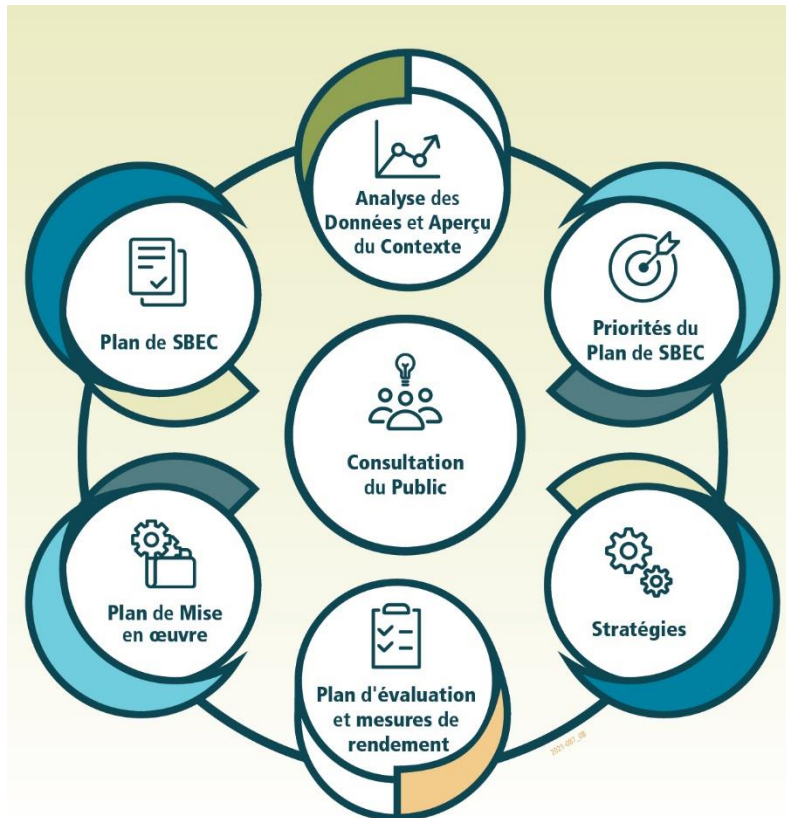 Analyse des
Données et Aperçu
du Contexte
Priorités du
Plan de SBEC
Stratégies
Plan d'évaluation
et mesures de
rendement
Plan de Mise
en œuvre
Plan de SBEC
Consultation
du Public